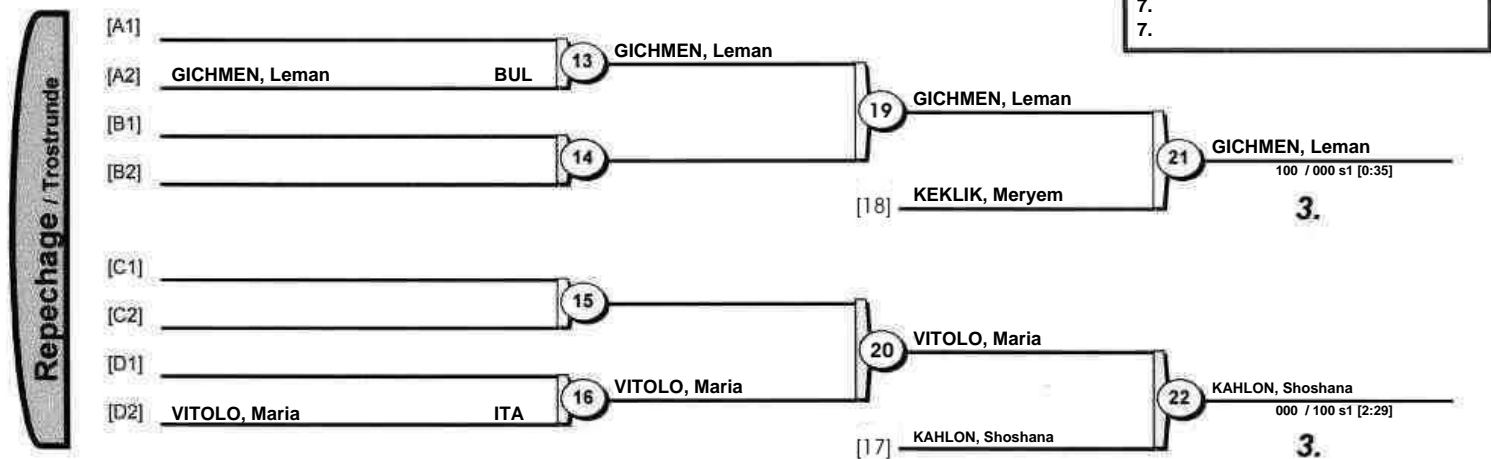 7.
7.
Repechage / Trostrunde
[A1]
13 GICHMEN, Leman
[A2] GICHMEN, Leman BUL
19 GICHMEN, Leman
[B1]
14
[B2]
21 GICHMEN, Leman
100 / 000 s1 [0:35]
[18] KEKLIK, Meryem
3.
[C1]
15
[C2]
20 VITOLO, Maria
[D1]
16 VITOLO, Maria
[D2] VITOLO, Maria ITA
22 KAHLON, Shoshana
000 / 100 s1 [2:29]
[17] KAHLON, Shoshana
3.